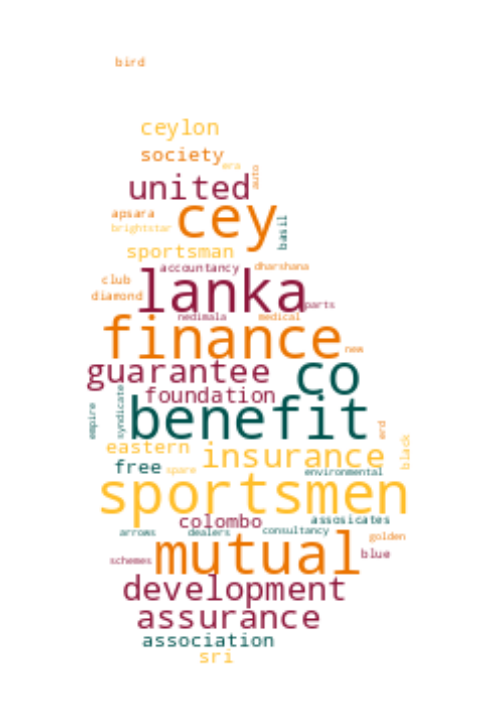 bird
ceylon
society
era
auto
united
cey
apsara
brightstar
basil
sportsman
accountancy
dharshana
club
lanka
diamond
parts
nedimala
medical
finance
new
guarantee
co
foundation
syndicate
empire
benefit
erd
eastern
insurance
black
free
spare
environmental
sportsmen
colombo
assosicates
arrows
dealers
consultancy
golden
mutual
blue
schemes
development
assurance
association
sri